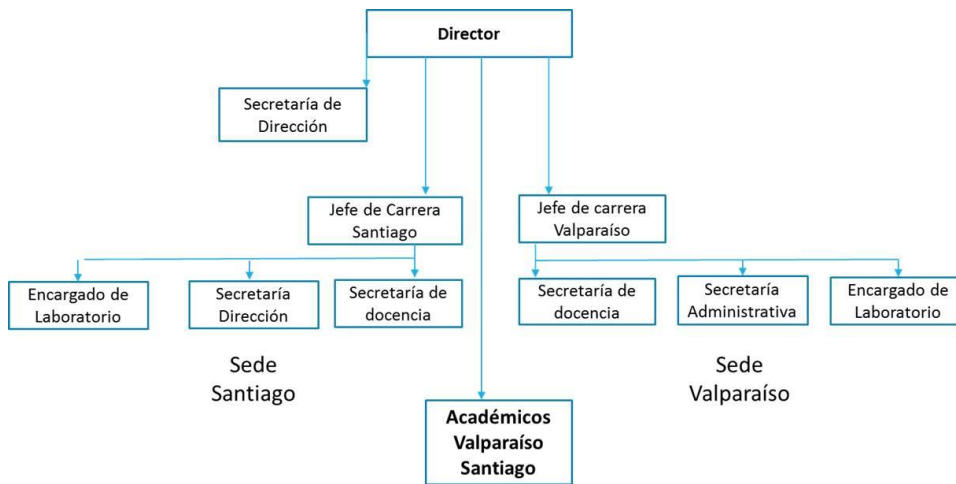 Director
Secretaría de
Dirección
Jefe de Carrera
Santiago
Jefe de carrera
Valparaíso
Encargado de
Laboratorio
Secretaría
Dirección
Secretaría de
docencia
Secretaría de
docencia
Secretaría
Administrativa
Encargado de
Laboratorio
Sede
Santiago
Sede
Valparaíso
Académicos
Valparaíso
Santiago